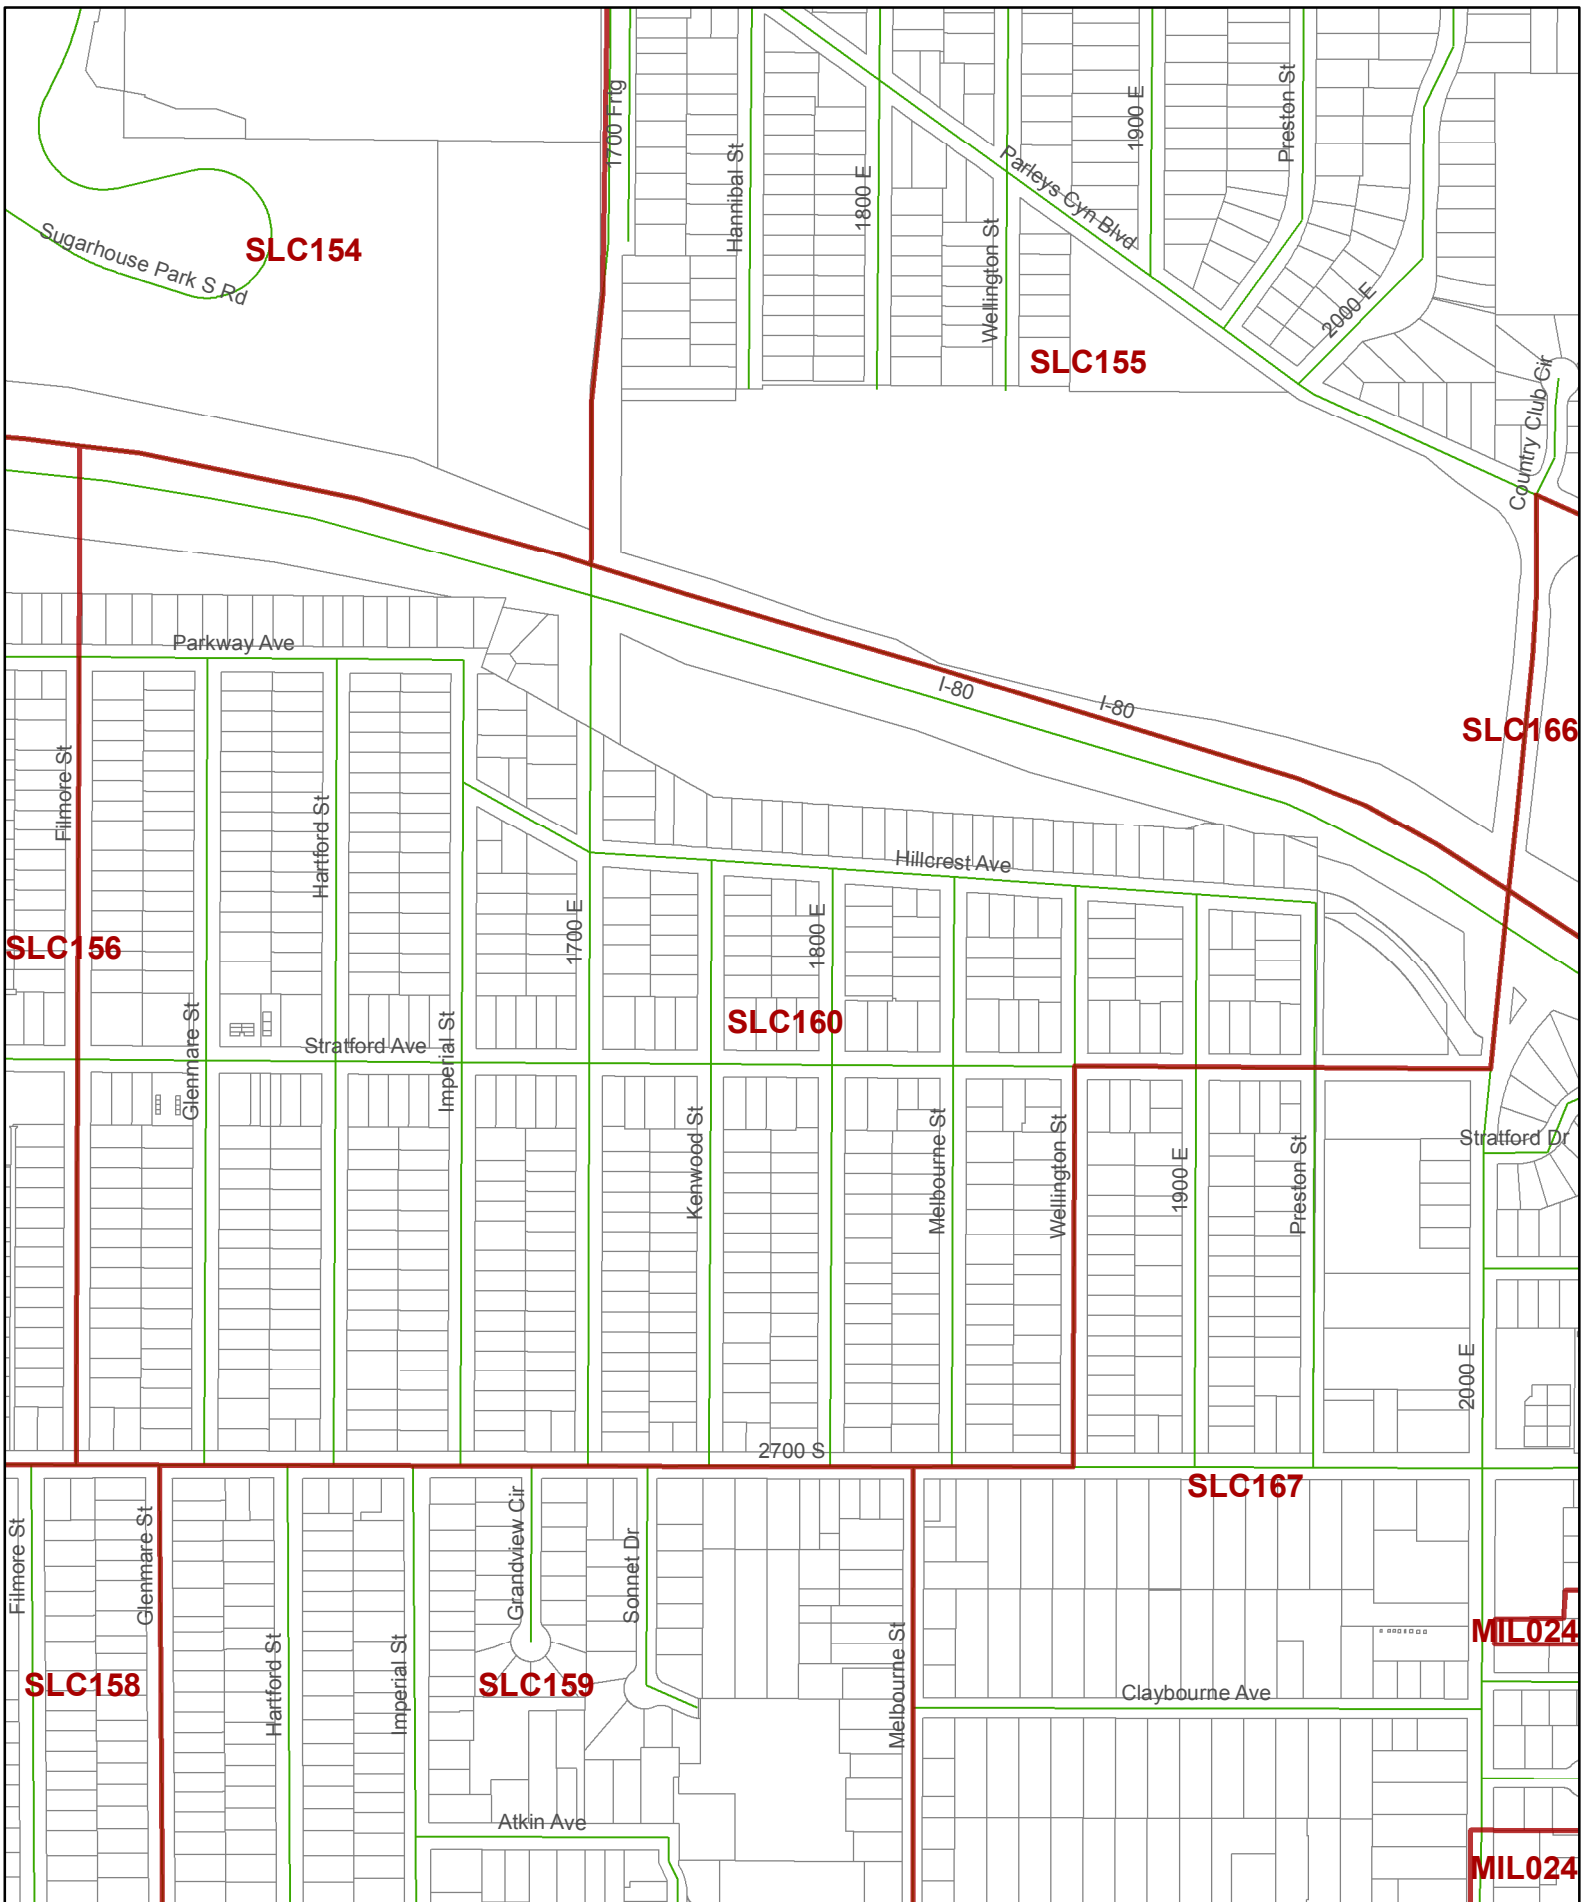 1700 Frtg
Hannibal St
1800 E
Wellington St
Parleys Cyn Blvd
1900 E
Preston St
2000 E
Sugarhouse Park S Rd
SLC154
SLC155
Country Club Cir
Parkway Ave
I-80
I-80
SLC166
Filmore St
Hartford St
Hillcrest Ave
1700 E
1800 E
SLC156
SLC160
Glenmare St
Stratford Ave
Imperial St
Kenwood St
Melbourne St
Wellington St
1900 E
Preston St
Stratford Dr
2000 E
2700 S
SLC167
Filmore St
Glenmare St
Grandview Cir
Sonnet Dr
Hartford St
Imperial St
Melbourne St
MIL024
SLC158
SLC159
Claybourne Ave
Atkin Ave
MIL024